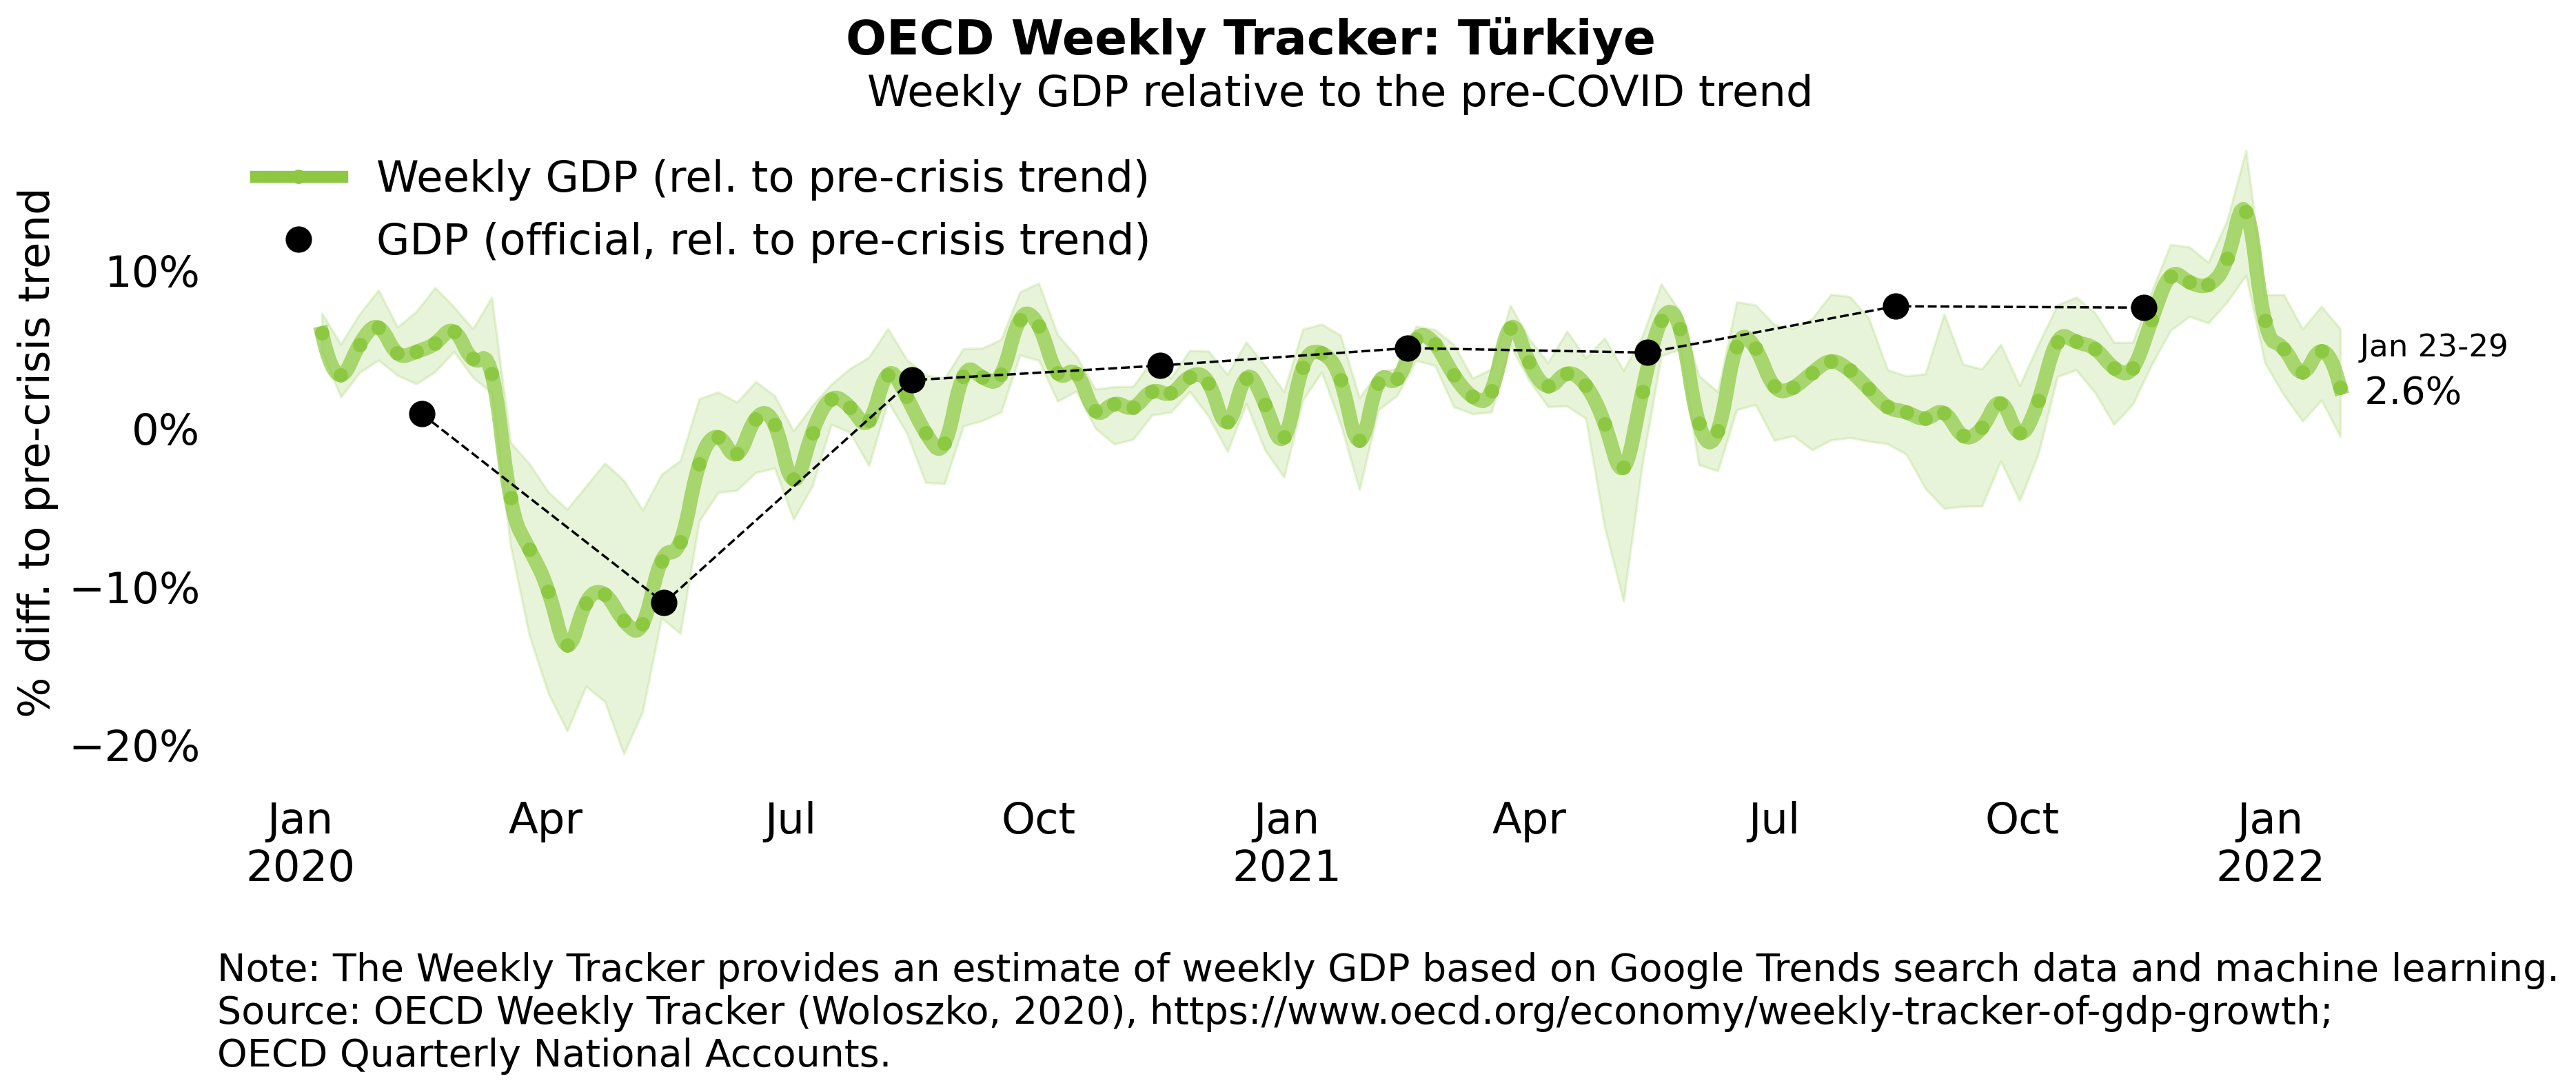 OECD Weekly Tracker: Türkiye
Weekly GDP relative to the pre-COVID trend
Weekly GDP (rel. to pre-crisis trend)
GDP (official, rel. to pre-crisis trend)
% diff. to pre-crisis trend
10%
0%
−10%
−20%
Jan 23-29
2.6%
Jan Apr Jul Oct Jan Apr Jul Oct Jan
2020 2021 2022
Note: The Weekly Tracker provides an estimate of weekly GDP based on Google Trends search data and machine learning.
Source: OECD Weekly Tracker (Woloszko, 2020), https://www.oecd.org/economy/weekly-tracker-of-gdp-growth;
OECD Quarterly National Accounts.